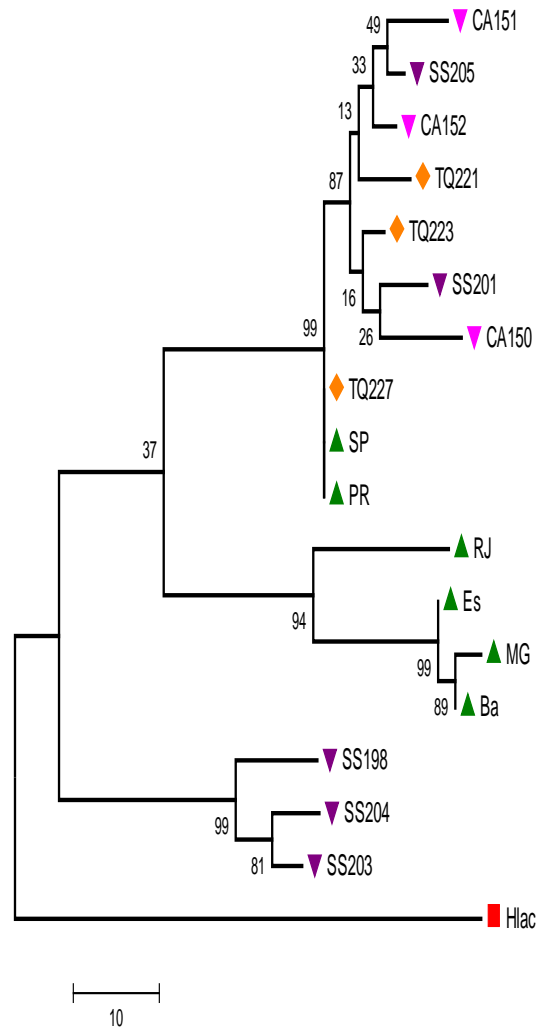 49
CA151
33
SS205
13
CA152
87
TQ221
TQ223
16
SS201
99
26
CA150
TQ227
37
SP
PR
RJ
94
Es
99
MG
89
Ba
SS198
99
SS204
81
SS203
Hlac
10